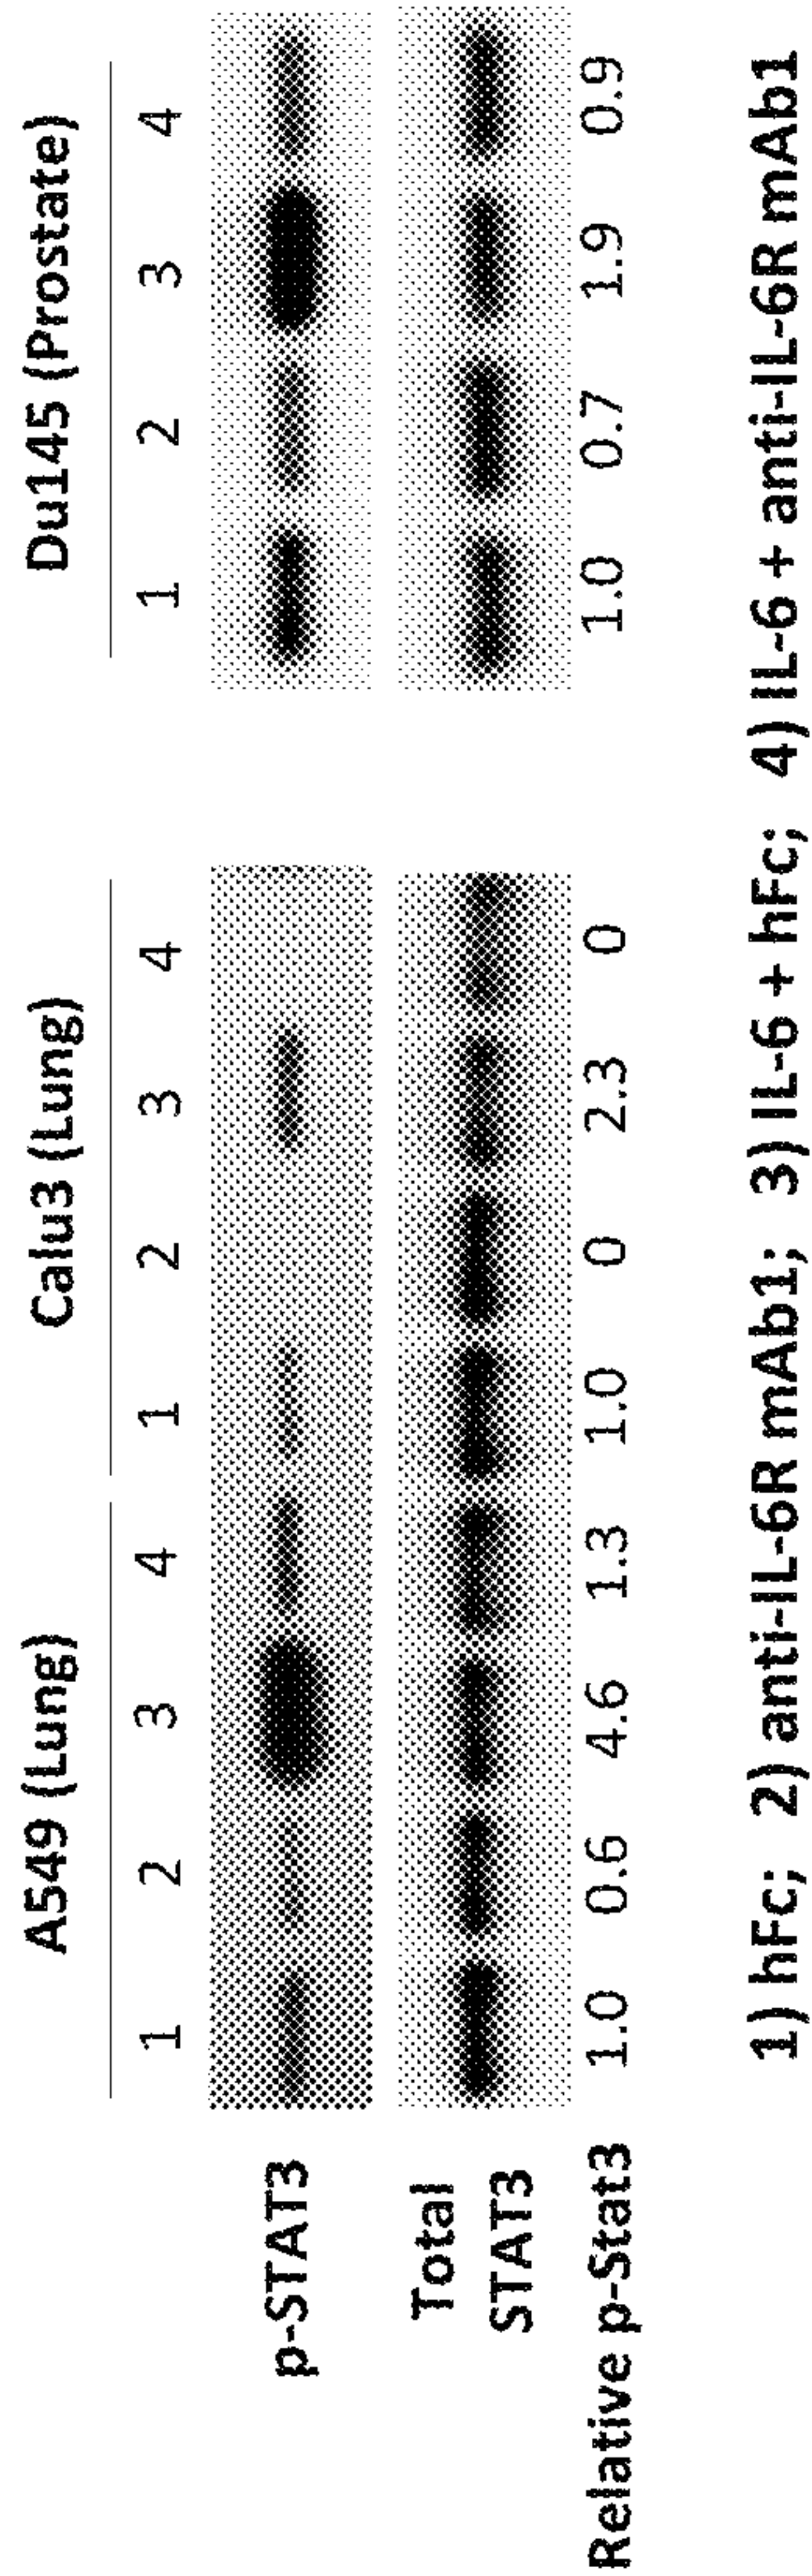 A549 (Lung) Calu3 (Lung) Du145 (Prostate)
1 2 3 4 1 2 3 4 1 2 3 4
p-STAT3
Total
STAT3
Relative p-Stat3 1.0 0.6 4.6 1.3 1.0 0 2.3 0 1.0 0.7 1.9 0.9
1) hFc; 2) anti-IL-6R mAb1; 3) IL-6 + hFc; 4) IL-6 + anti-IL-6R mAb1